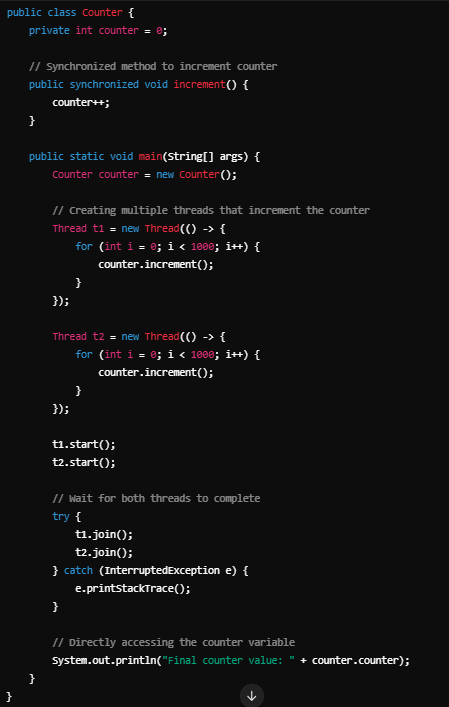 public class Counter {
    private int counter = 0;

    // Synchronized method to increment counter
    public synchronized void increment() {
        counter++;
    }

    public static void main(String[] args) {
        Counter counter = new Counter();

        // Creating multiple threads that increment the counter
        Thread t1 = new Thread(() -> {
            for (int i = 0; i < 1000; i++) {
                counter.increment();
            }
        });

        Thread t2 = new Thread(() -> {
            for (int i = 0; i < 1000; i++) {
                counter.increment();
            }
        });

        t1.start();
        t2.start();

        // Wait for both threads to complete
        try {
            t1.join();
            t2.join();
        } catch (InterruptedException e) {
            e.printStackTrace();
        }

        // Directly accessing the counter variable
        System.out.println("Final counter value: " + counter.counter);
    }
}